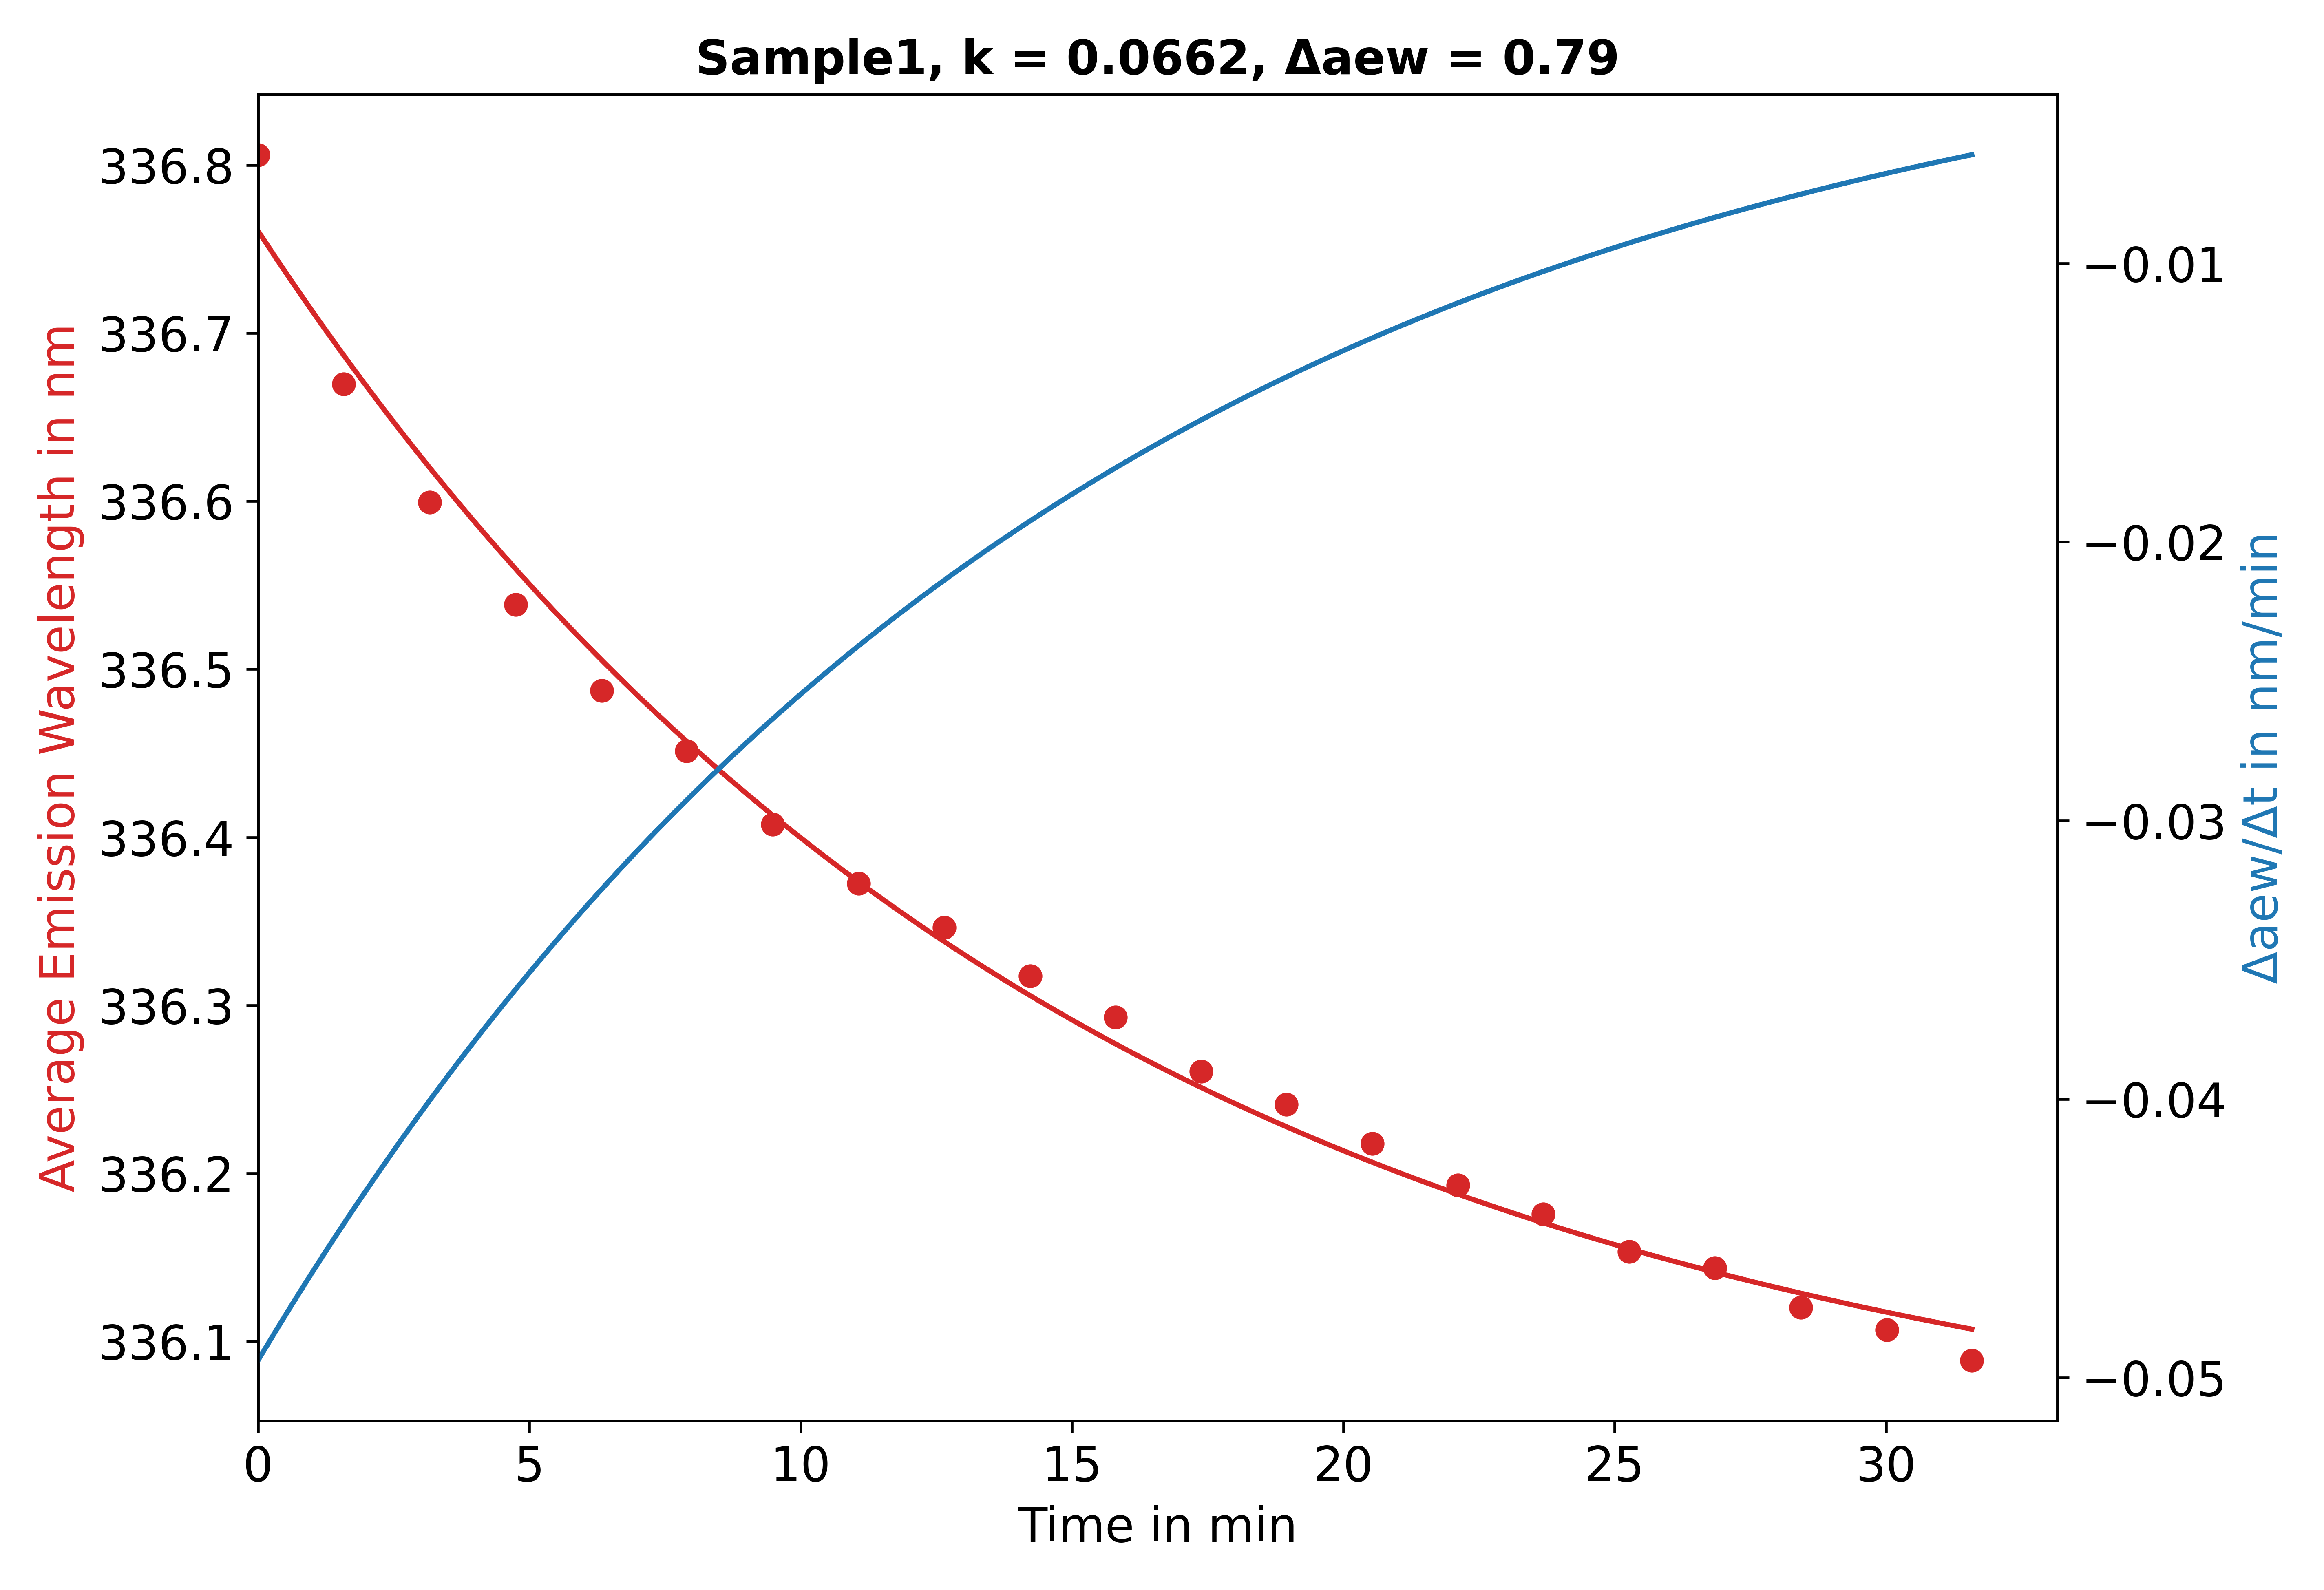 Sample1, k = 0.0662, Δaew = 0.79
Average Emission Wavelength in nm
336.8
336.7
336.6
336.5
336.4
336.3
336.2
336.1
−0.01
−0.02
−0.03
−0.04
−0.05
Δaew/Δt in nm/min
0 5 10 15 20 25 30
Time in min